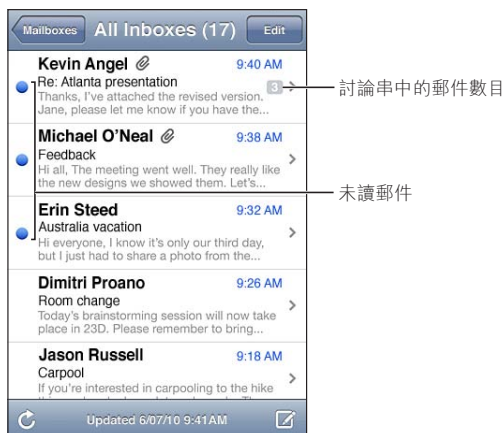 Mailboxes All Inboxes (17) Edit
Kevin Angel 9:40 AM
Re: Atlanta presentation 3
Thanks, I've attached the revised version.
Jane, please let me know if you have the...
討論串中的郵件數目
Michael O'Neal 9:38 AM
Feedback
Hi all, The meeting went well. They really like
the new designs we showed them. Let's...
未讀郵件
Erin Steed 9:32 AM
Australia vacation
Hi everyone, I know it's only our third day,
but I just had to share a photo from the...
Dimitri Proano 9:26 AM
Room change
Today's brainstorming session will now take
place in 23D. Please remember to bring...
Jason Russell 9:18 AM
Carpool
If you're interested in carpooling to the hike
Updated 6/07/10 9:41AM